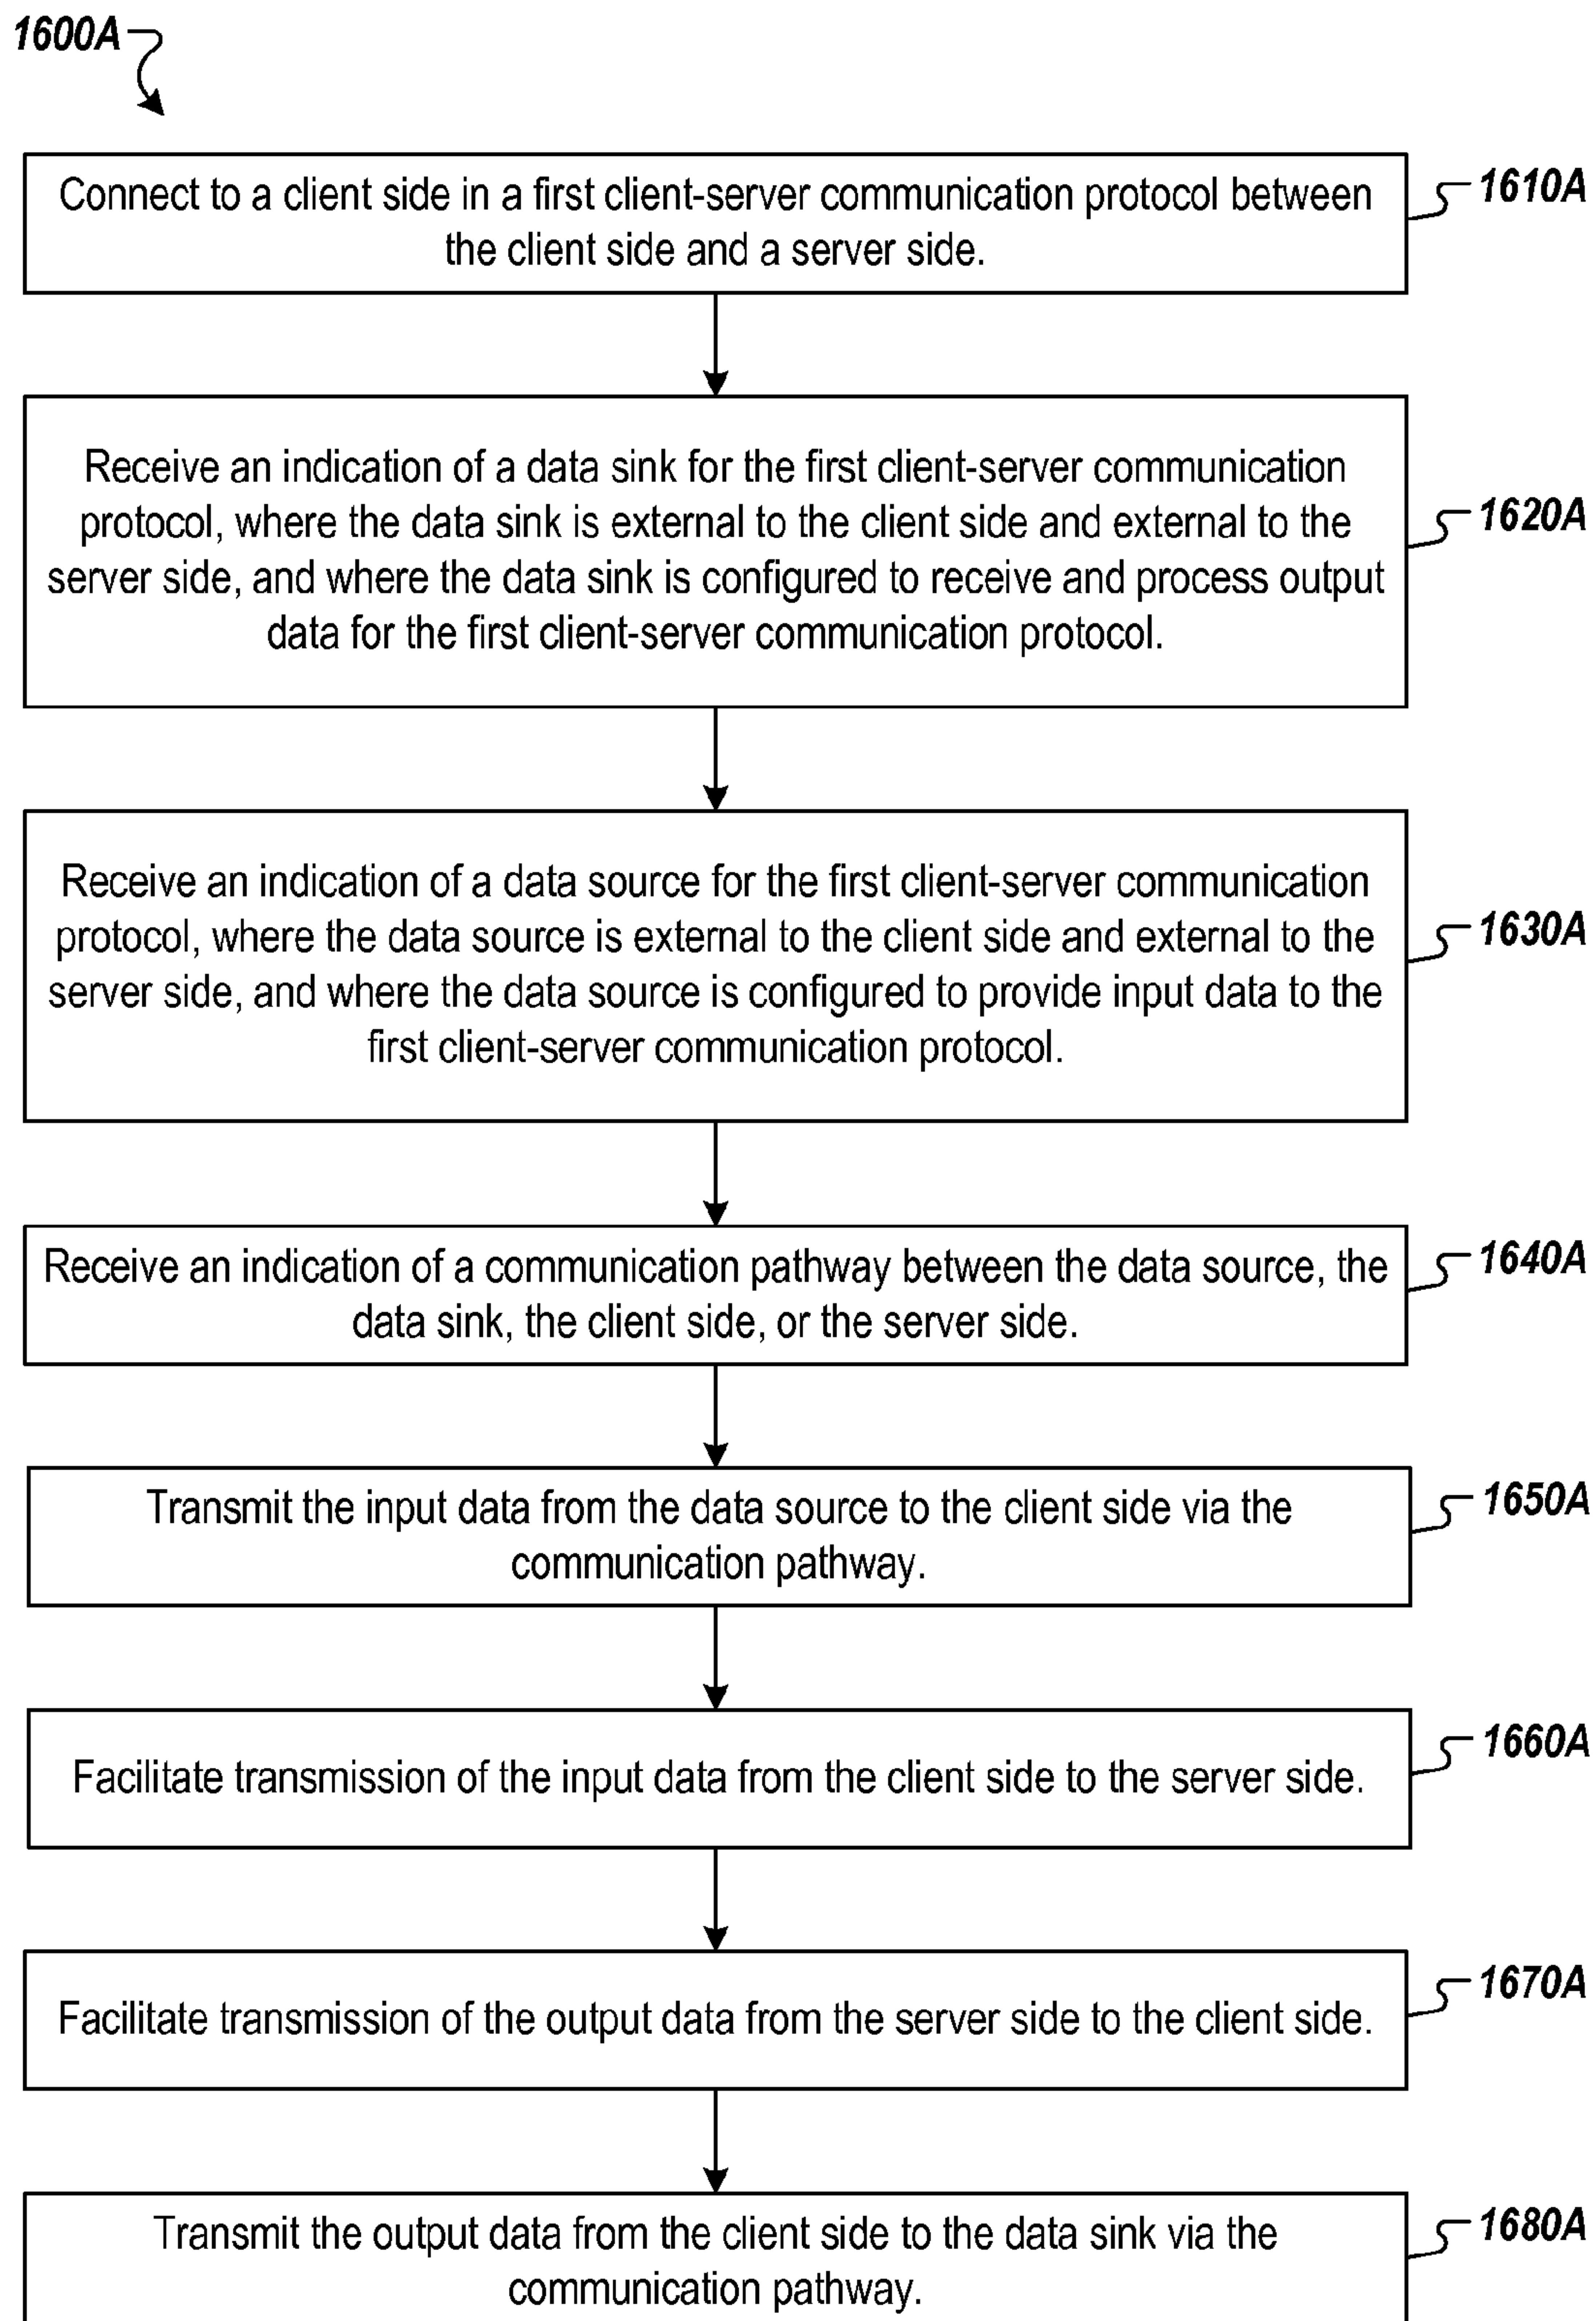 1600A
Connect to a client side in a first client-server communication protocol between
the client side and a server side.
1610A
Receive an indication of a data sink for the first client-server communication
protocol, where the data sink is external to the client side and external to the
server side, and where the data sink is configured to receive and process output
data for the first client-server communication protocol.
1620A
Receive an indication of a data source for the first client-server communication
protocol, where the data source is external to the client side and external to the
server side, and where the data source is configured to provide input data to the
first client-server communication protocol.
1630A
Receive an indication of a communication pathway between the data source, the
data sink, the client side, or the server side.
1640A
Transmit the input data from the data source to the client side via the
communication pathway.
1650A
Facilitate transmission of the input data from the client side to the server side.
1660A
Facilitate transmission of the output data from the server side to the client side.
1670A
Transmit the output data from the client side to the data sink via the
communication pathway.
1680A